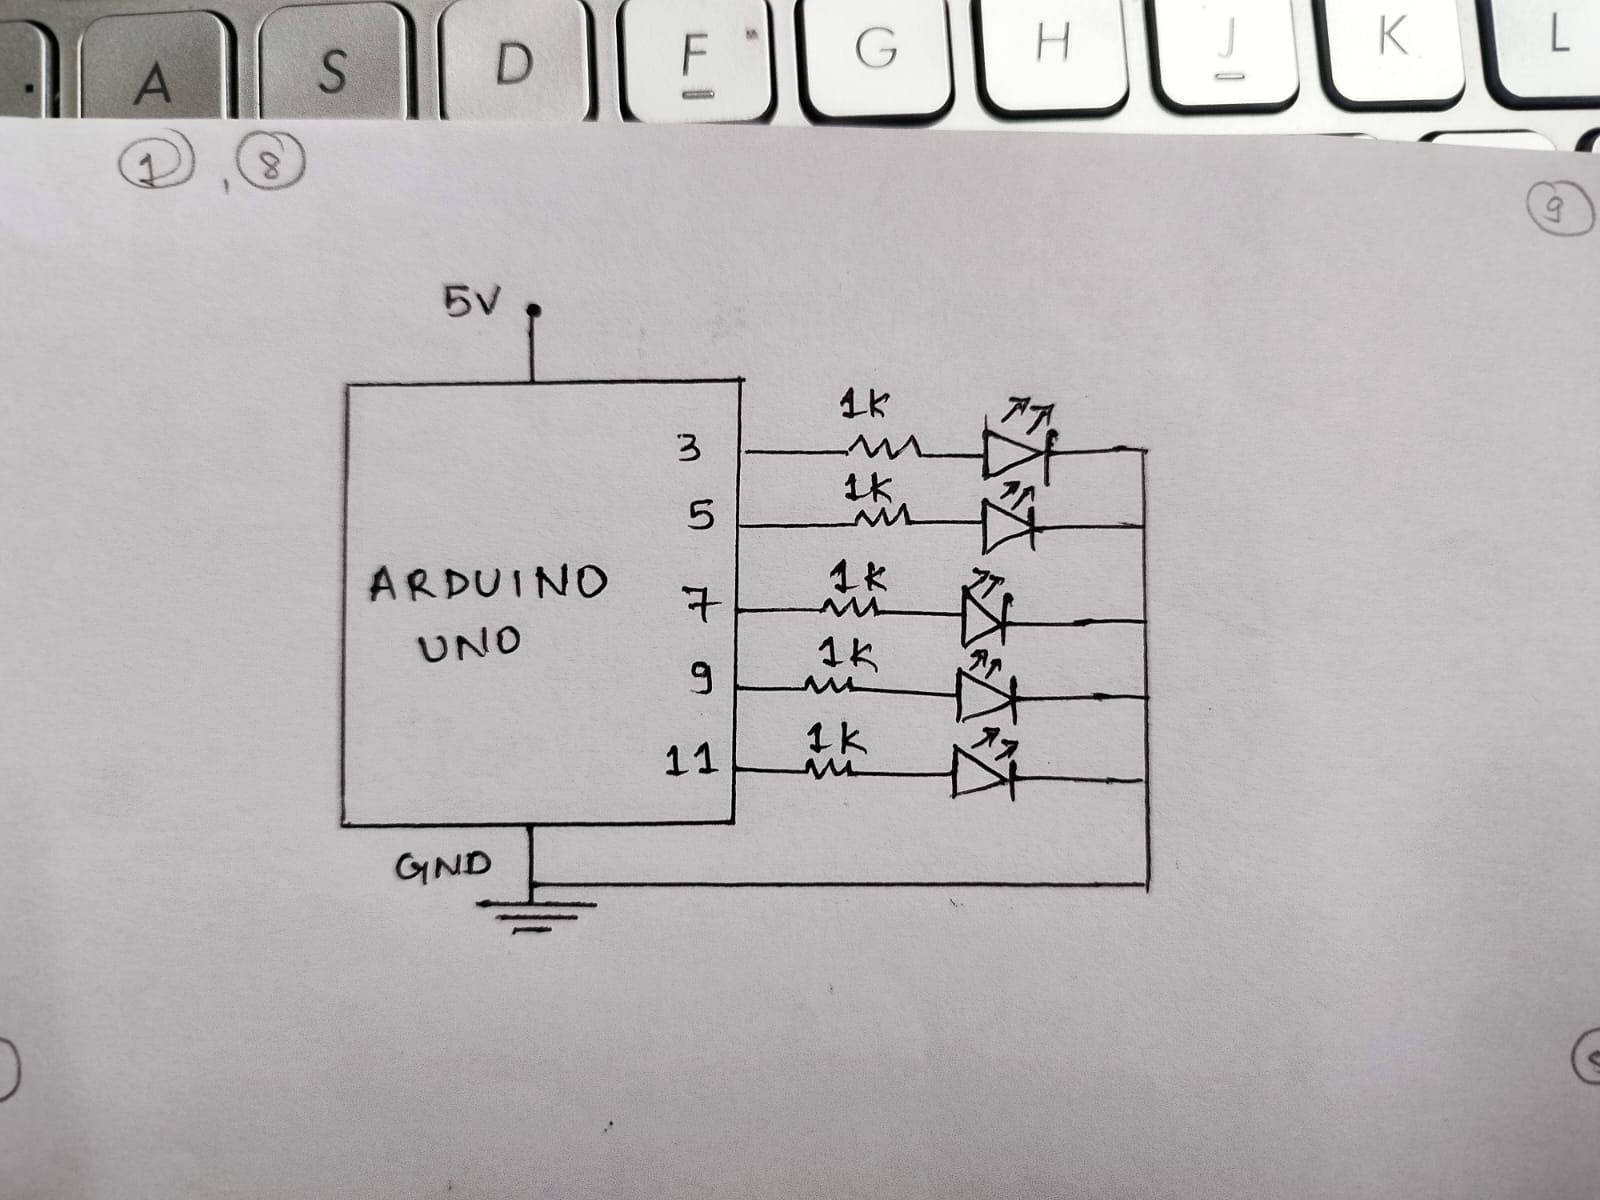 A S D F G H J K L
1 , 8
9
5V
1K
3
1K
5
1K
7
ARDUINO
UNO
1K
9
1K
11
GND